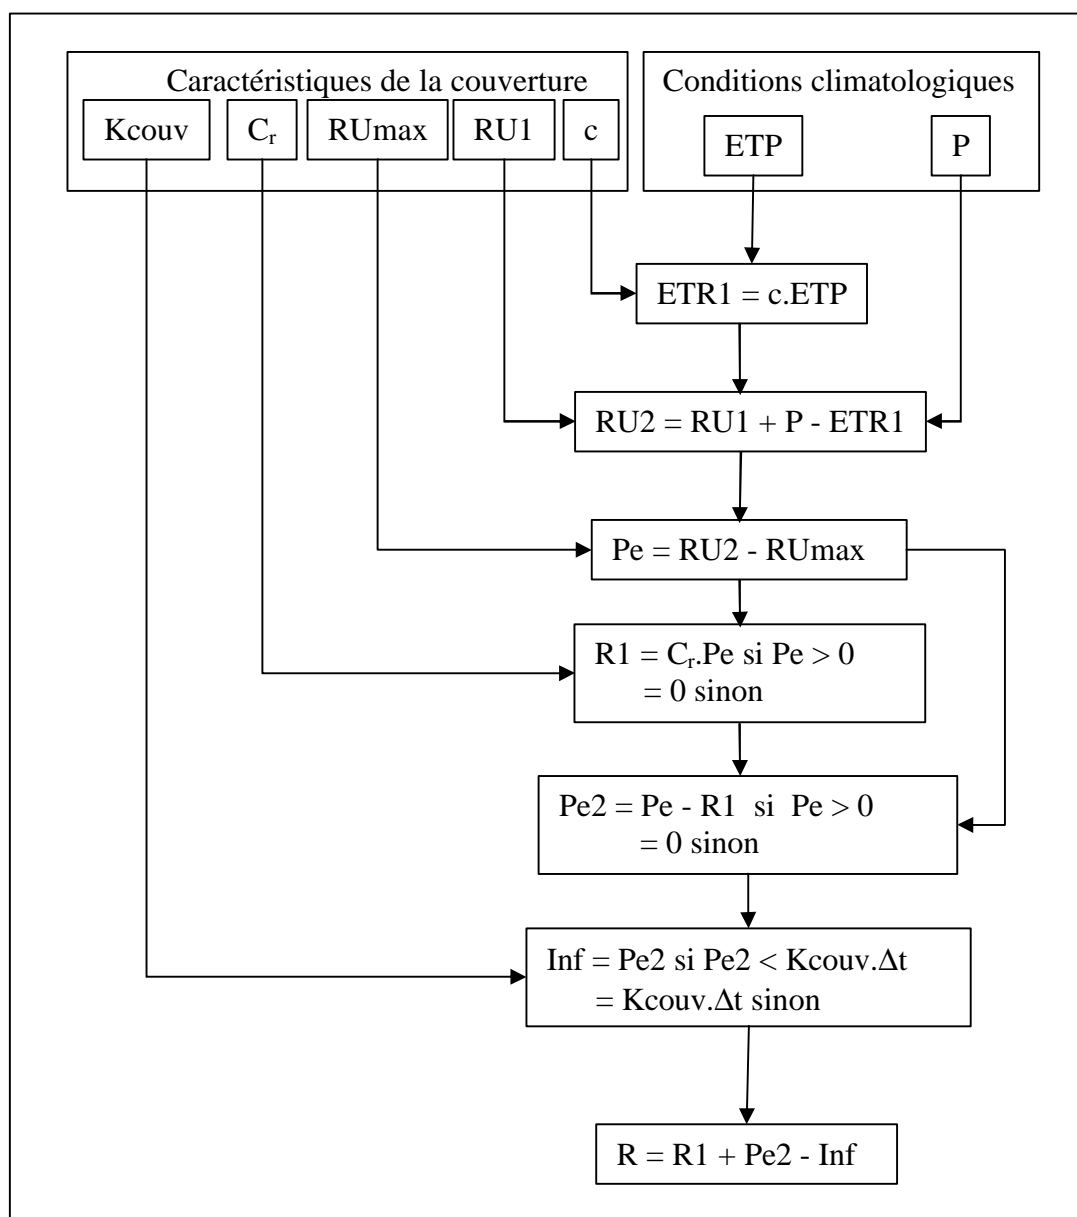 Caractéristiques de la couverture
Kcouv
Cr
RUmax
RU1
c
Conditions climatologiques
ETP
P
ETR1 = c.ETP
RU2 = RU1 + P - ETR1
Pe = RU2 - RUmax
R1 = Cr.Pe si Pe > 0
= 0 sinon
Pe2 = Pe - R1 si Pe > 0
= 0 sinon
Inf = Pe2 si Pe2 < Kcouv.Δt
= Kcouv.Δt sinon
R = R1 + Pe2 - Inf